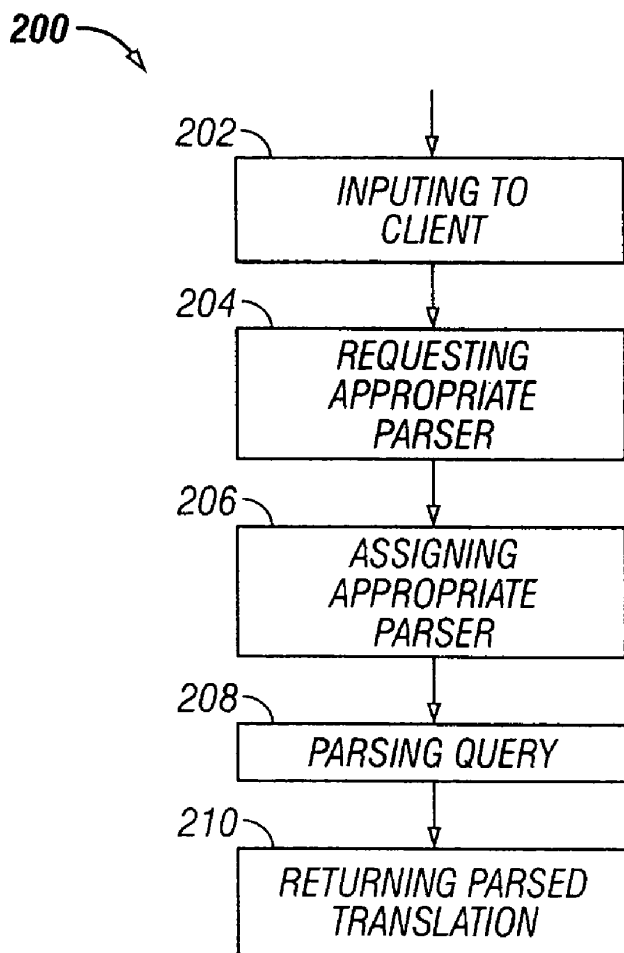 200
202
INPUTING TO
CLIENT
204
REQUESTING
APPROPRIATE
PARSER
206
ASSIGNING
APPROPRIATE
PARSER
208
PARSING QUERY
210
RETURNING PARSED
TRANSLATION